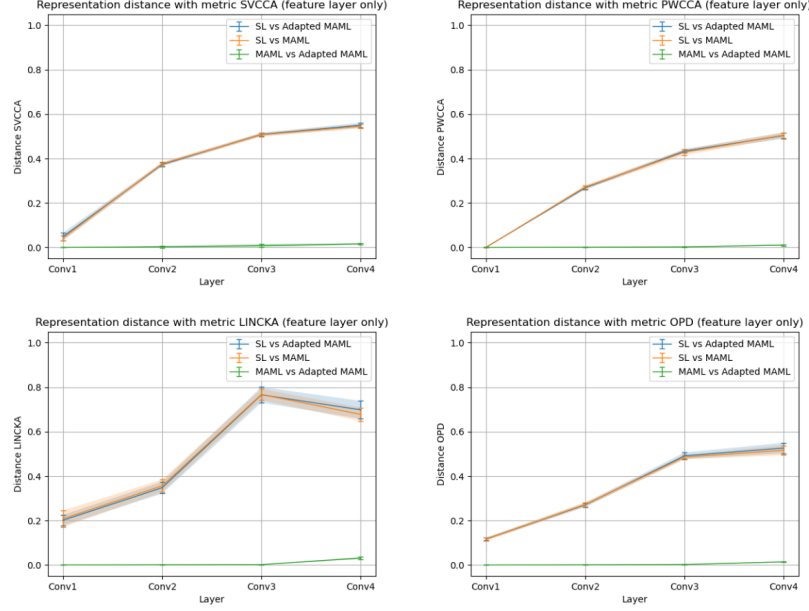 Representation distance with metric SVCCA (feature layer only)
1.0
0.8
0.6
0.4
0.2
0.0
Distance SVCCA
SL vs Adapted MAML
SL vs MAML
MAML vs Adapted MAML
Conv1
Conv2
Conv3
Conv4
Layer
Representation distance with metric PWCCA (feature layer only)
1.0
0.8
0.6
0.4
0.2
0.0
Distance PWCCA
SL vs Adapted MAML
SL vs MAML
MAML vs Adapted MAML
Conv1
Conv2
Conv3
Conv4
Layer
Representation distance with metric LINCKA (feature layer only)
1.0
0.8
0.6
0.4
0.2
0.0
Distance LINCKA
SL vs Adapted MAML
SL vs MAML
MAML vs Adapted MAML
Conv1
Conv2
Conv3
Conv4
Layer
Representation distance with metric OPD (feature layer only)
1.0
0.8
0.6
0.4
0.2
0.0
Distance OPD
SL vs Adapted MAML
SL vs MAML
MAML vs Adapted MAML
Conv1
Conv2
Conv3
Conv4
Layer